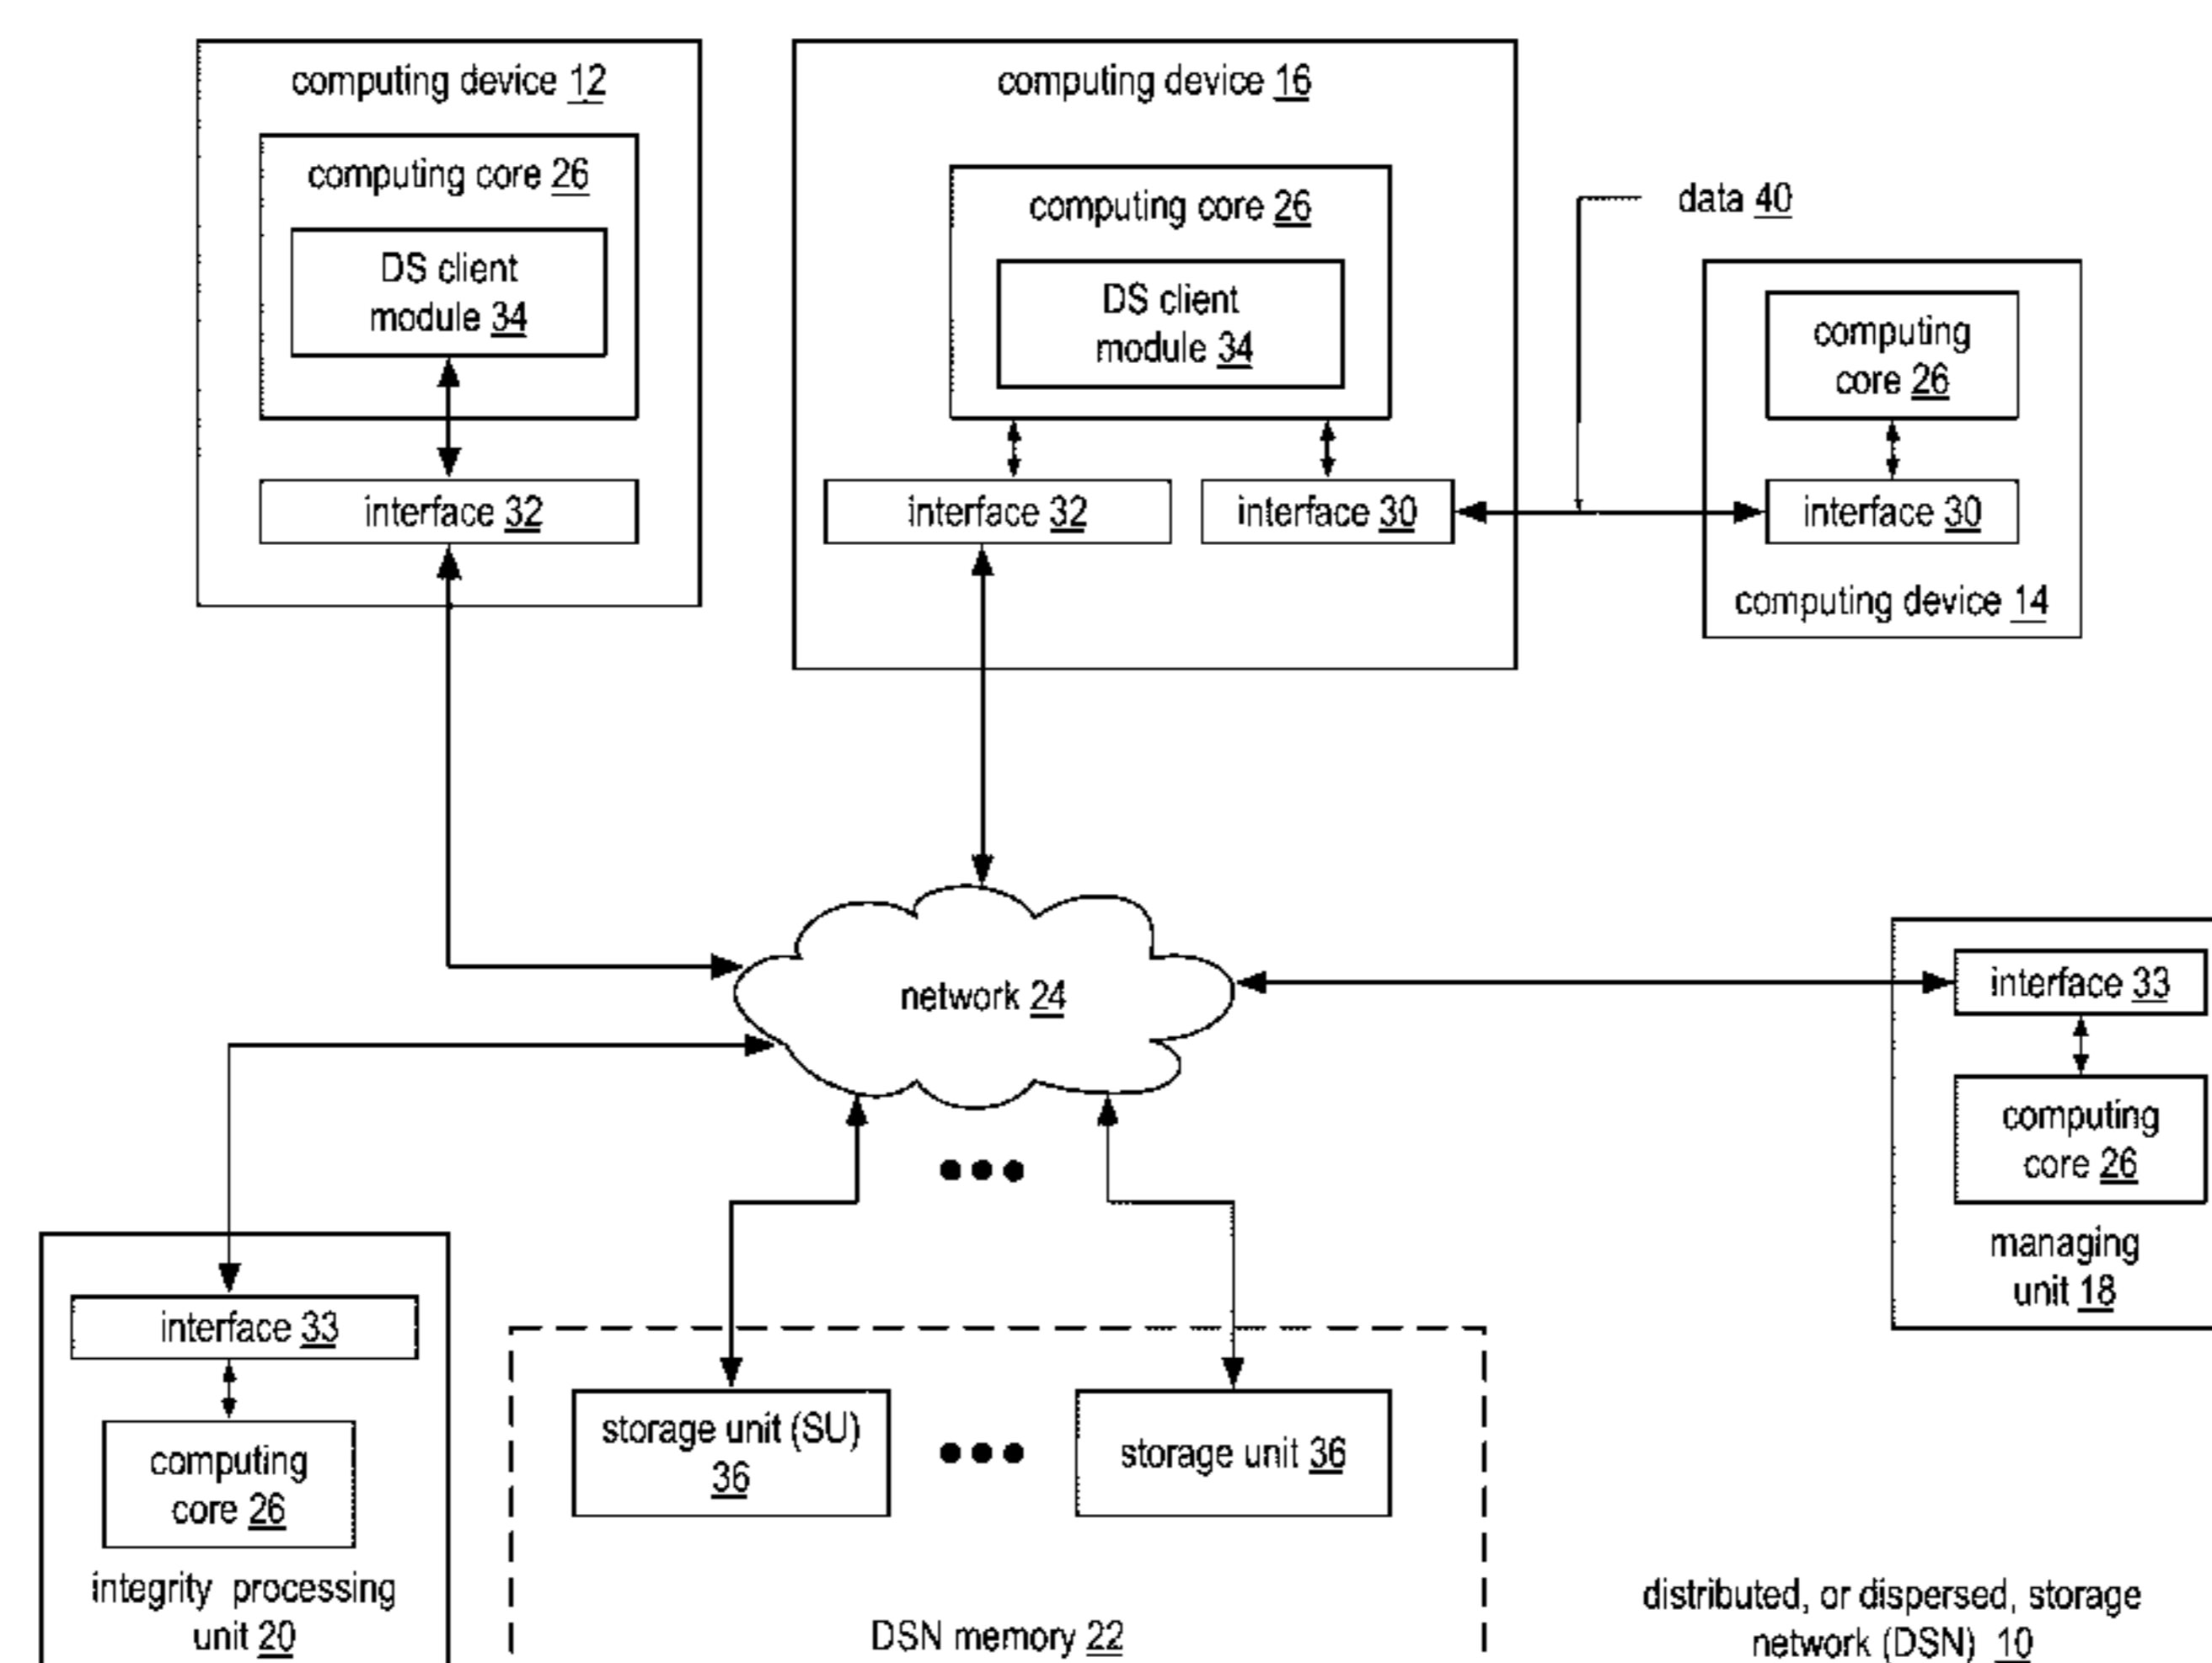 computing device 12
computing core 26
DS client
module 34
interface 32
computing device 16
computing core 26
DS client
module 34
interface 32
interface 30
data 40
computing
core 26
interface 30
computing device 14
network 24
interface 33
computing
core 26
managing
unit 18
interface 33
computing
core 26
integrity processing
unit 20
storage unit (SU)
36
storage unit 36
DSN memory 22
distributed, or dispersed, storage
network (DSN) 10